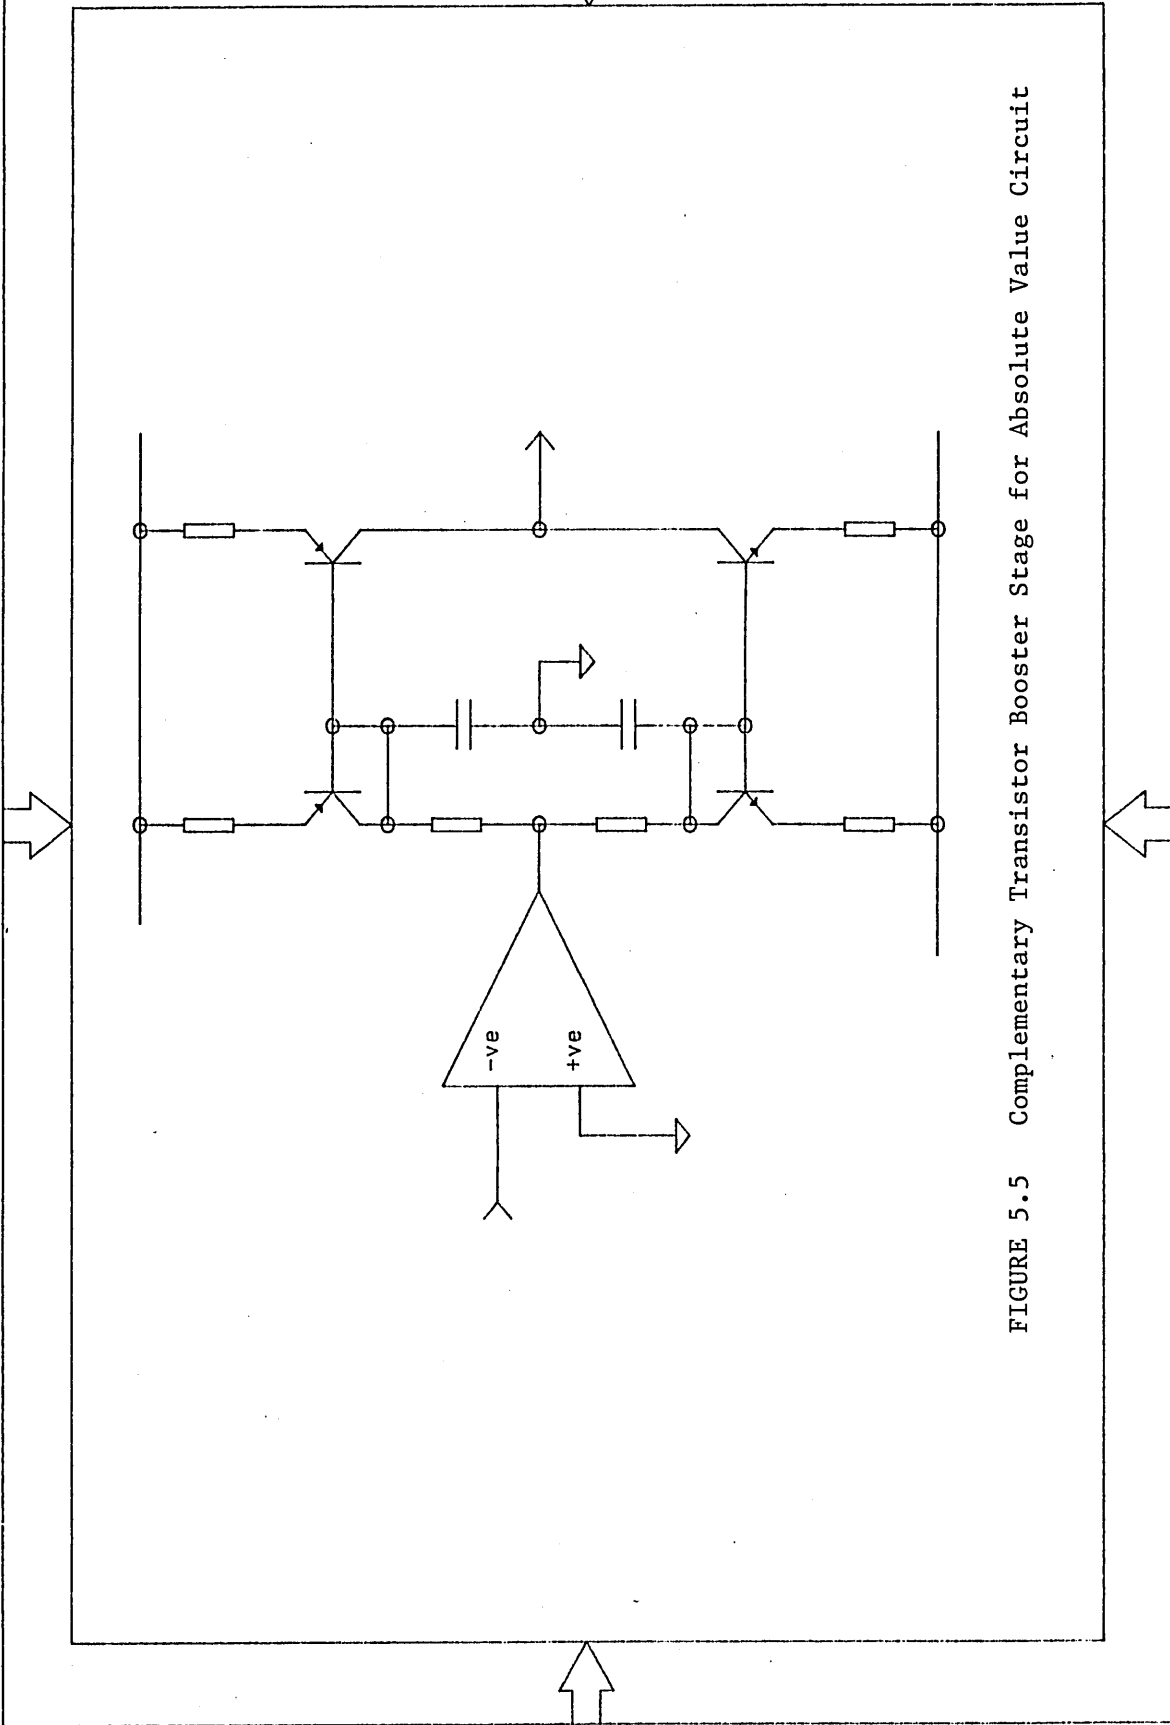 -ve
+ve
FIGURE 5.5 Complementary Transistor Booster Stage for Absolute Value Circuit